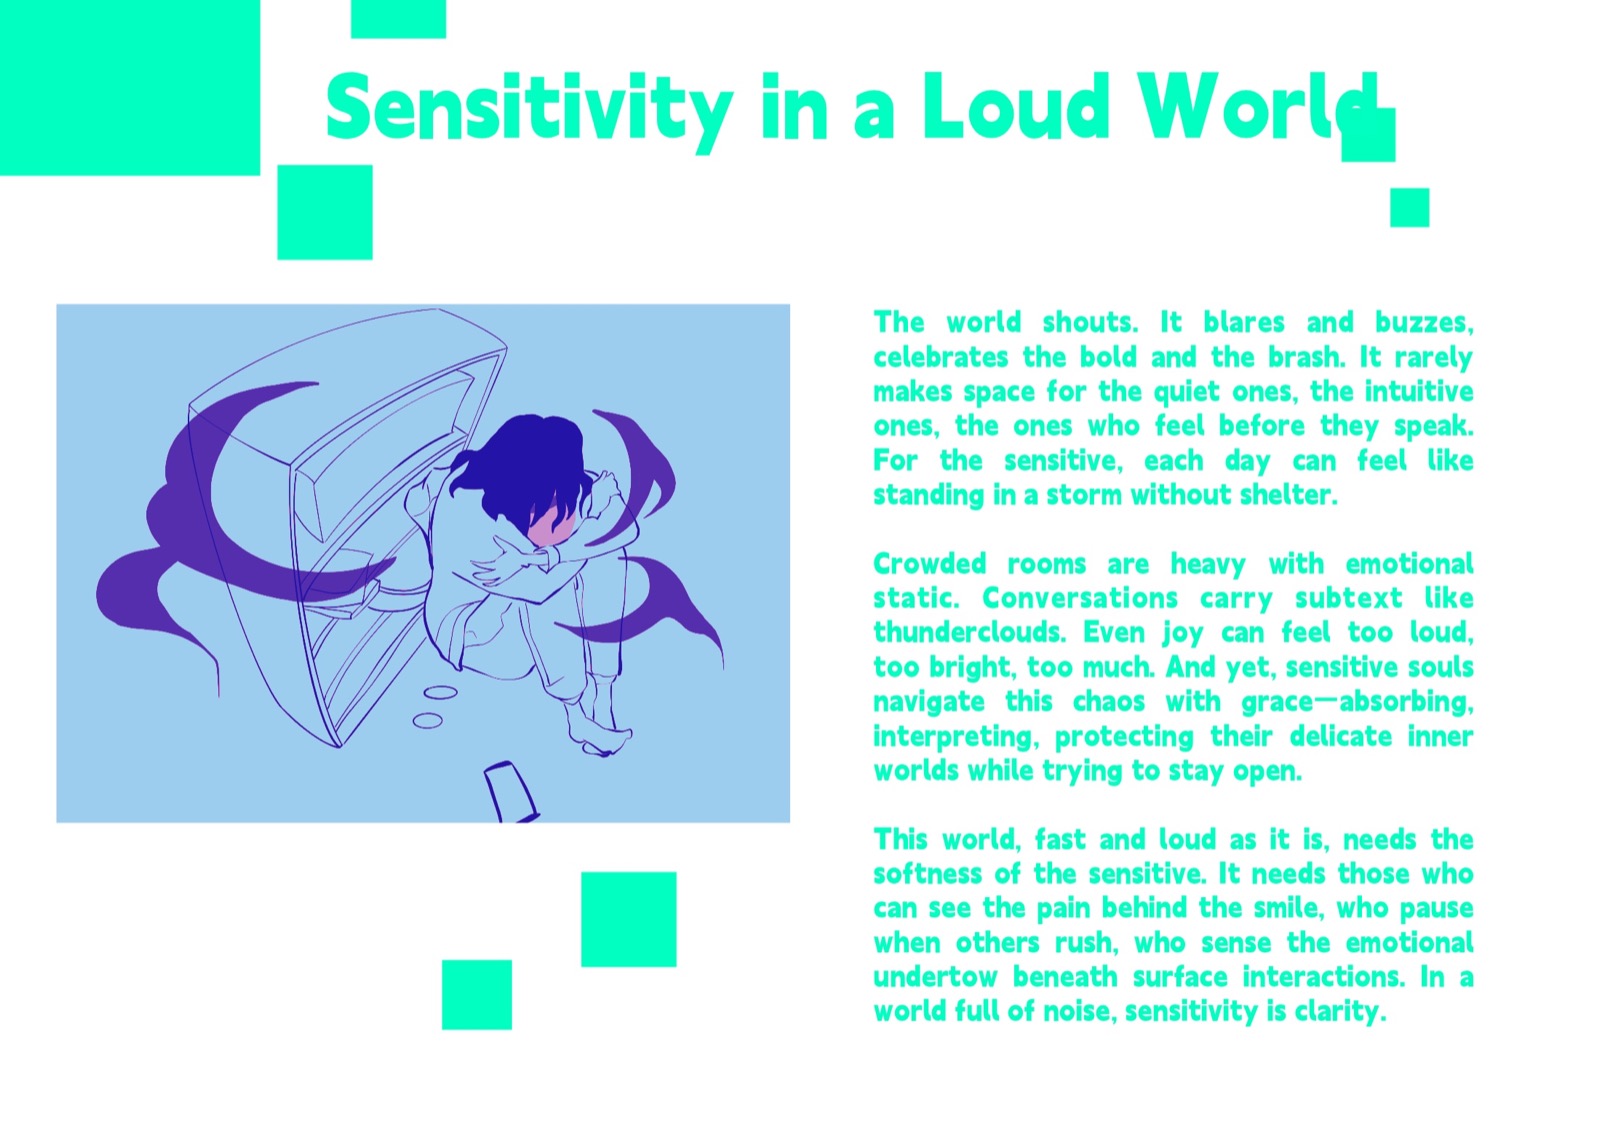 Sensitivity in a Loud World
The world shouts. It blares and buzzes,
celebrates the bold and the brash. It rarely
makes space for the quiet ones, the intuitive
ones, the ones who feel before they speak.
For the sensitive, each day can feel like
standing in a storm without shelter.
Crowded rooms are heavy with emotional
static. Conversations carry subtext like
thunderclouds. Even joy can feel too loud,
too bright, too much. And yet, sensitive souls
navigate this chaos with grace—absorbing,
interpreting, protecting their delicate inner
worlds while trying to stay open.
This world, fast and loud as it is, needs the
softness of the sensitive. It needs those who
can see the pain behind the smile, who pause
when others rush, who sense the emotional
undertow beneath surface interactions. In a
world full of noise, sensitivity is clarity.